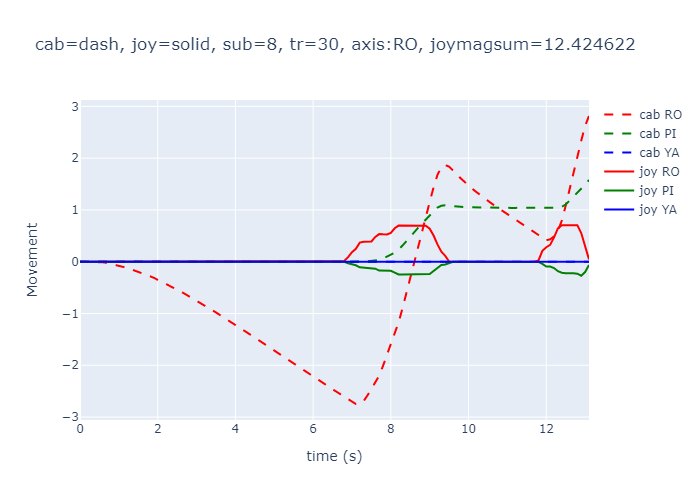 cab=dash, joy=solid, sub=8, tr=30, axis:RO, joymagsum=12.424622
3
2
1
0
−1
−2
−3
Movement
0
2
4
6
8
10
12
time (s)
cab RO
cab PI
cab YA
joy RO
joy PI
joy YA